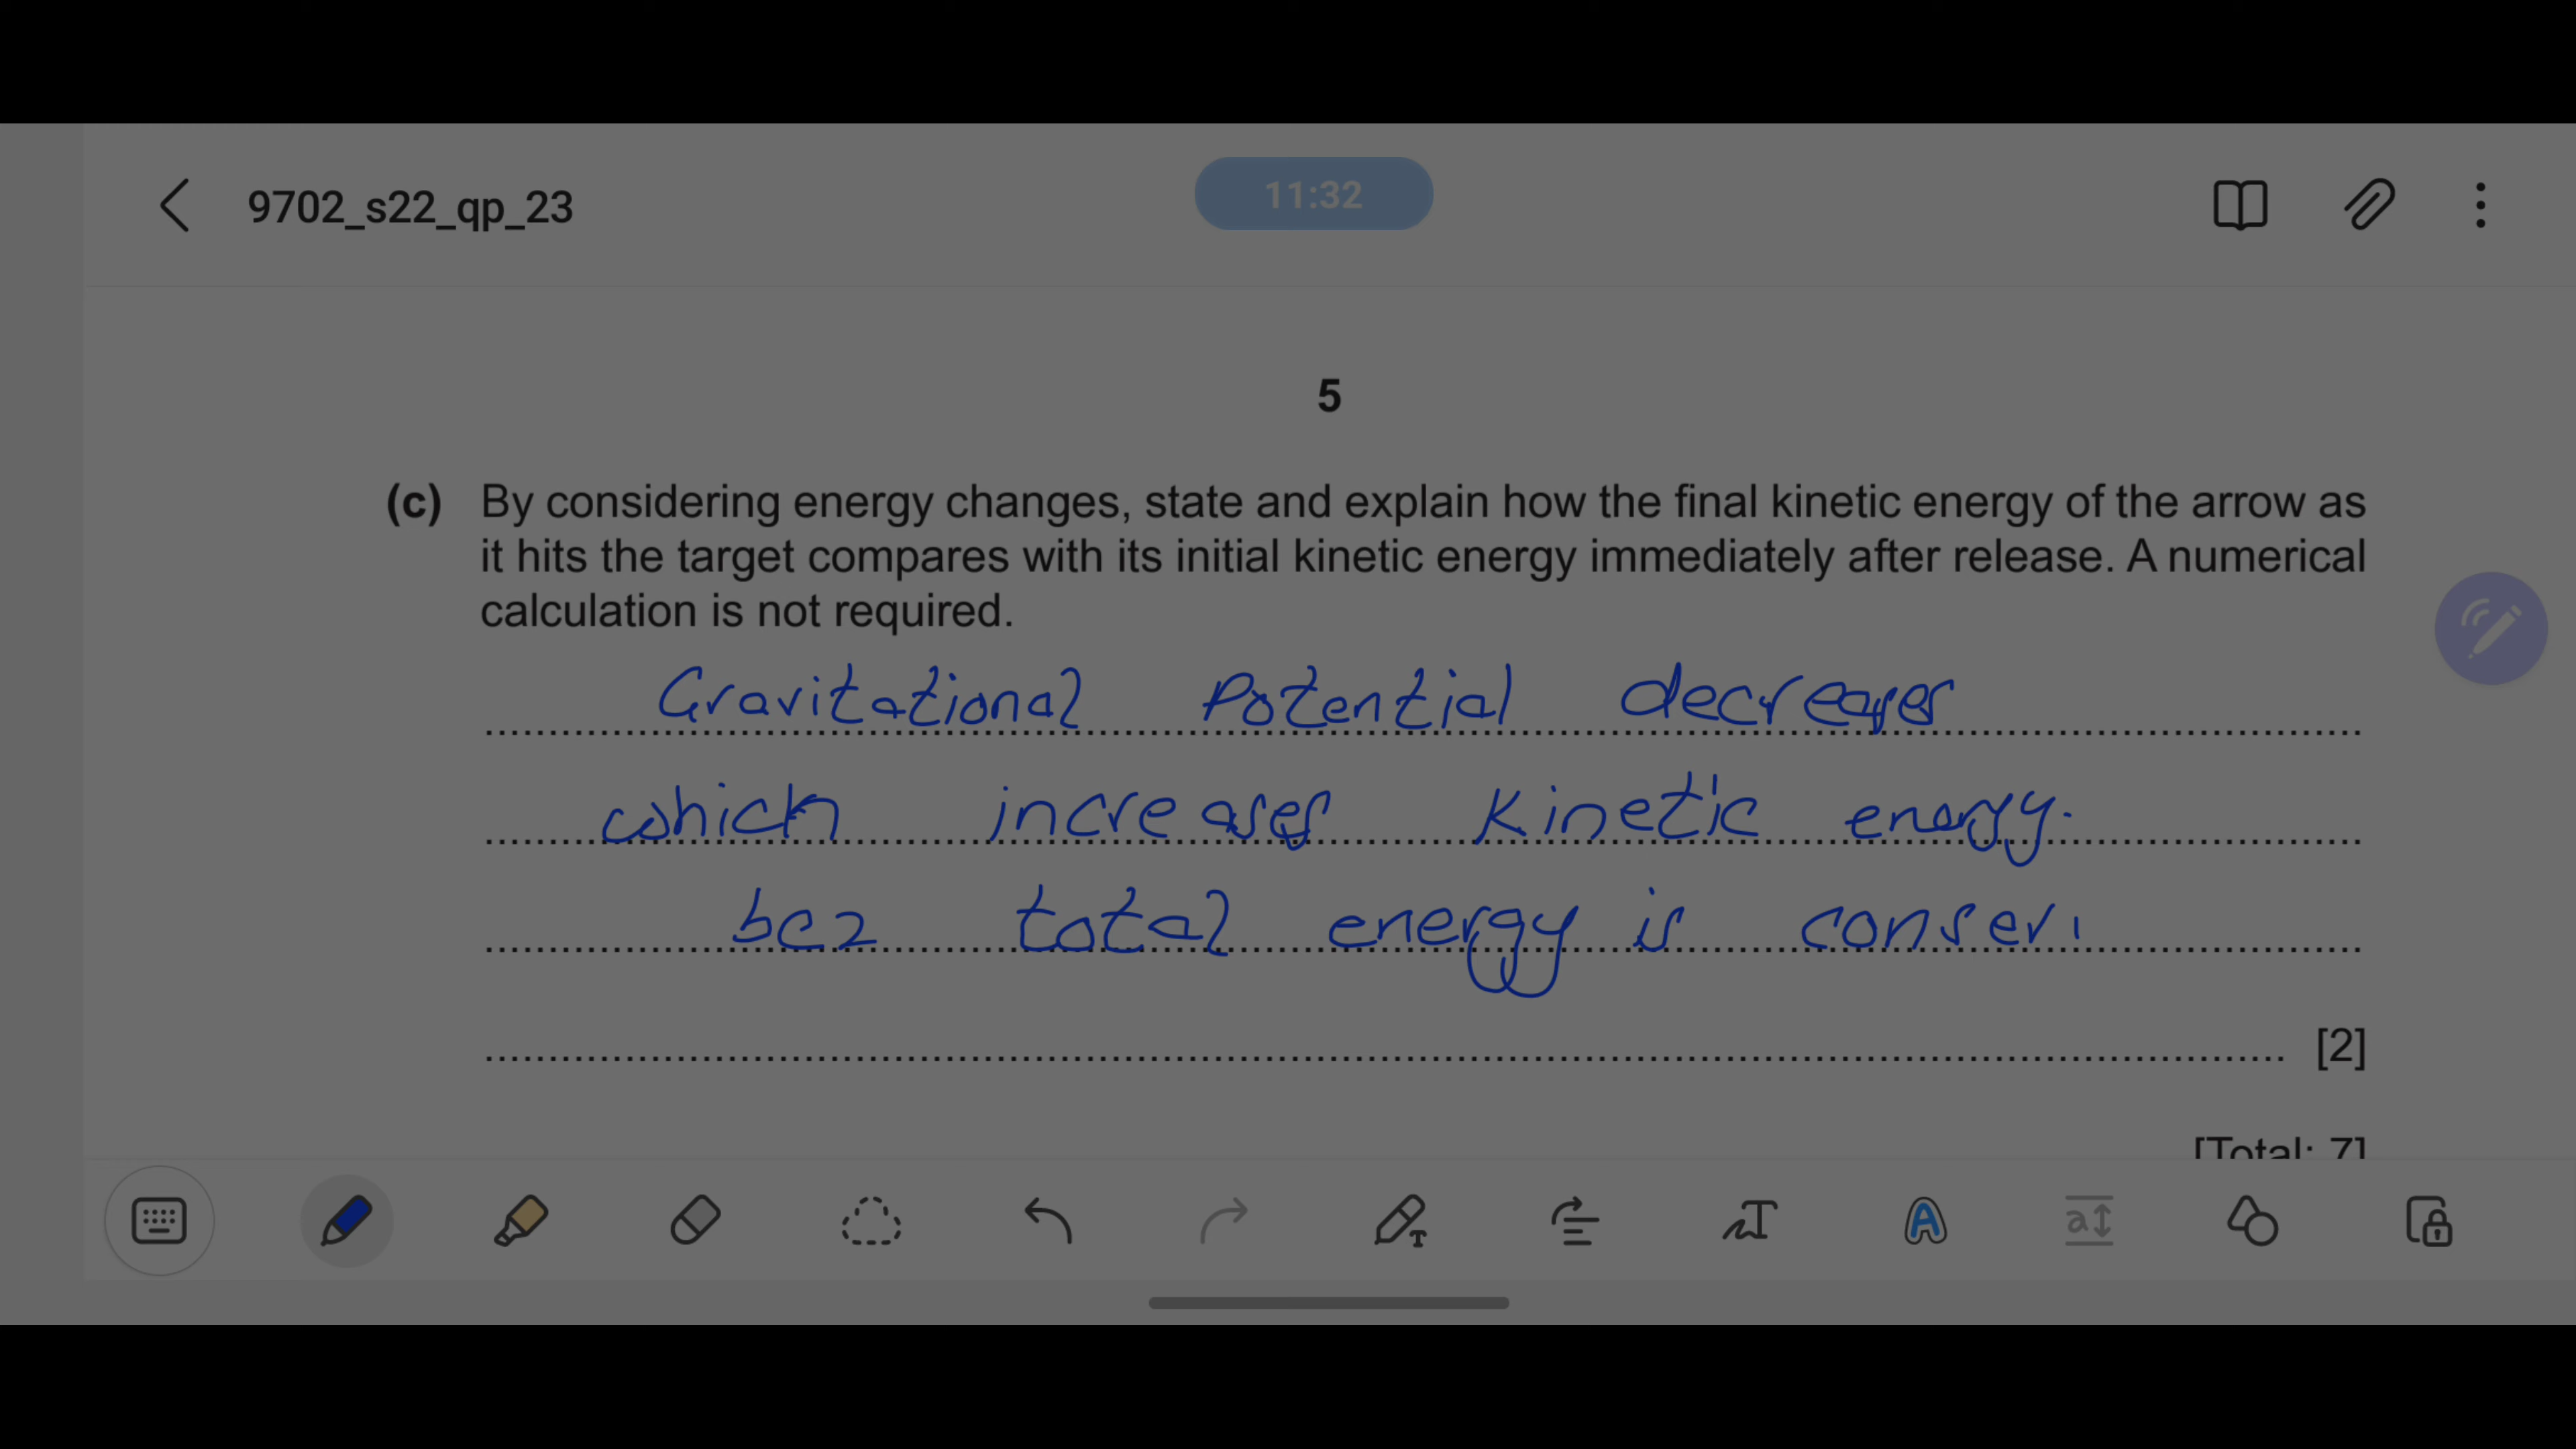 9702_s22_qp_23
11:32
5
(c) By considering energy changes, state and explain how the final kinetic energy of the arrow as
it hits the target compares with its initial kinetic energy immediately after release. A numerical
calculation is not required.
Gravitational Potential decreases
which increases kinetic energy.
bcz total energy is conserv
[2]
[Total: 7]